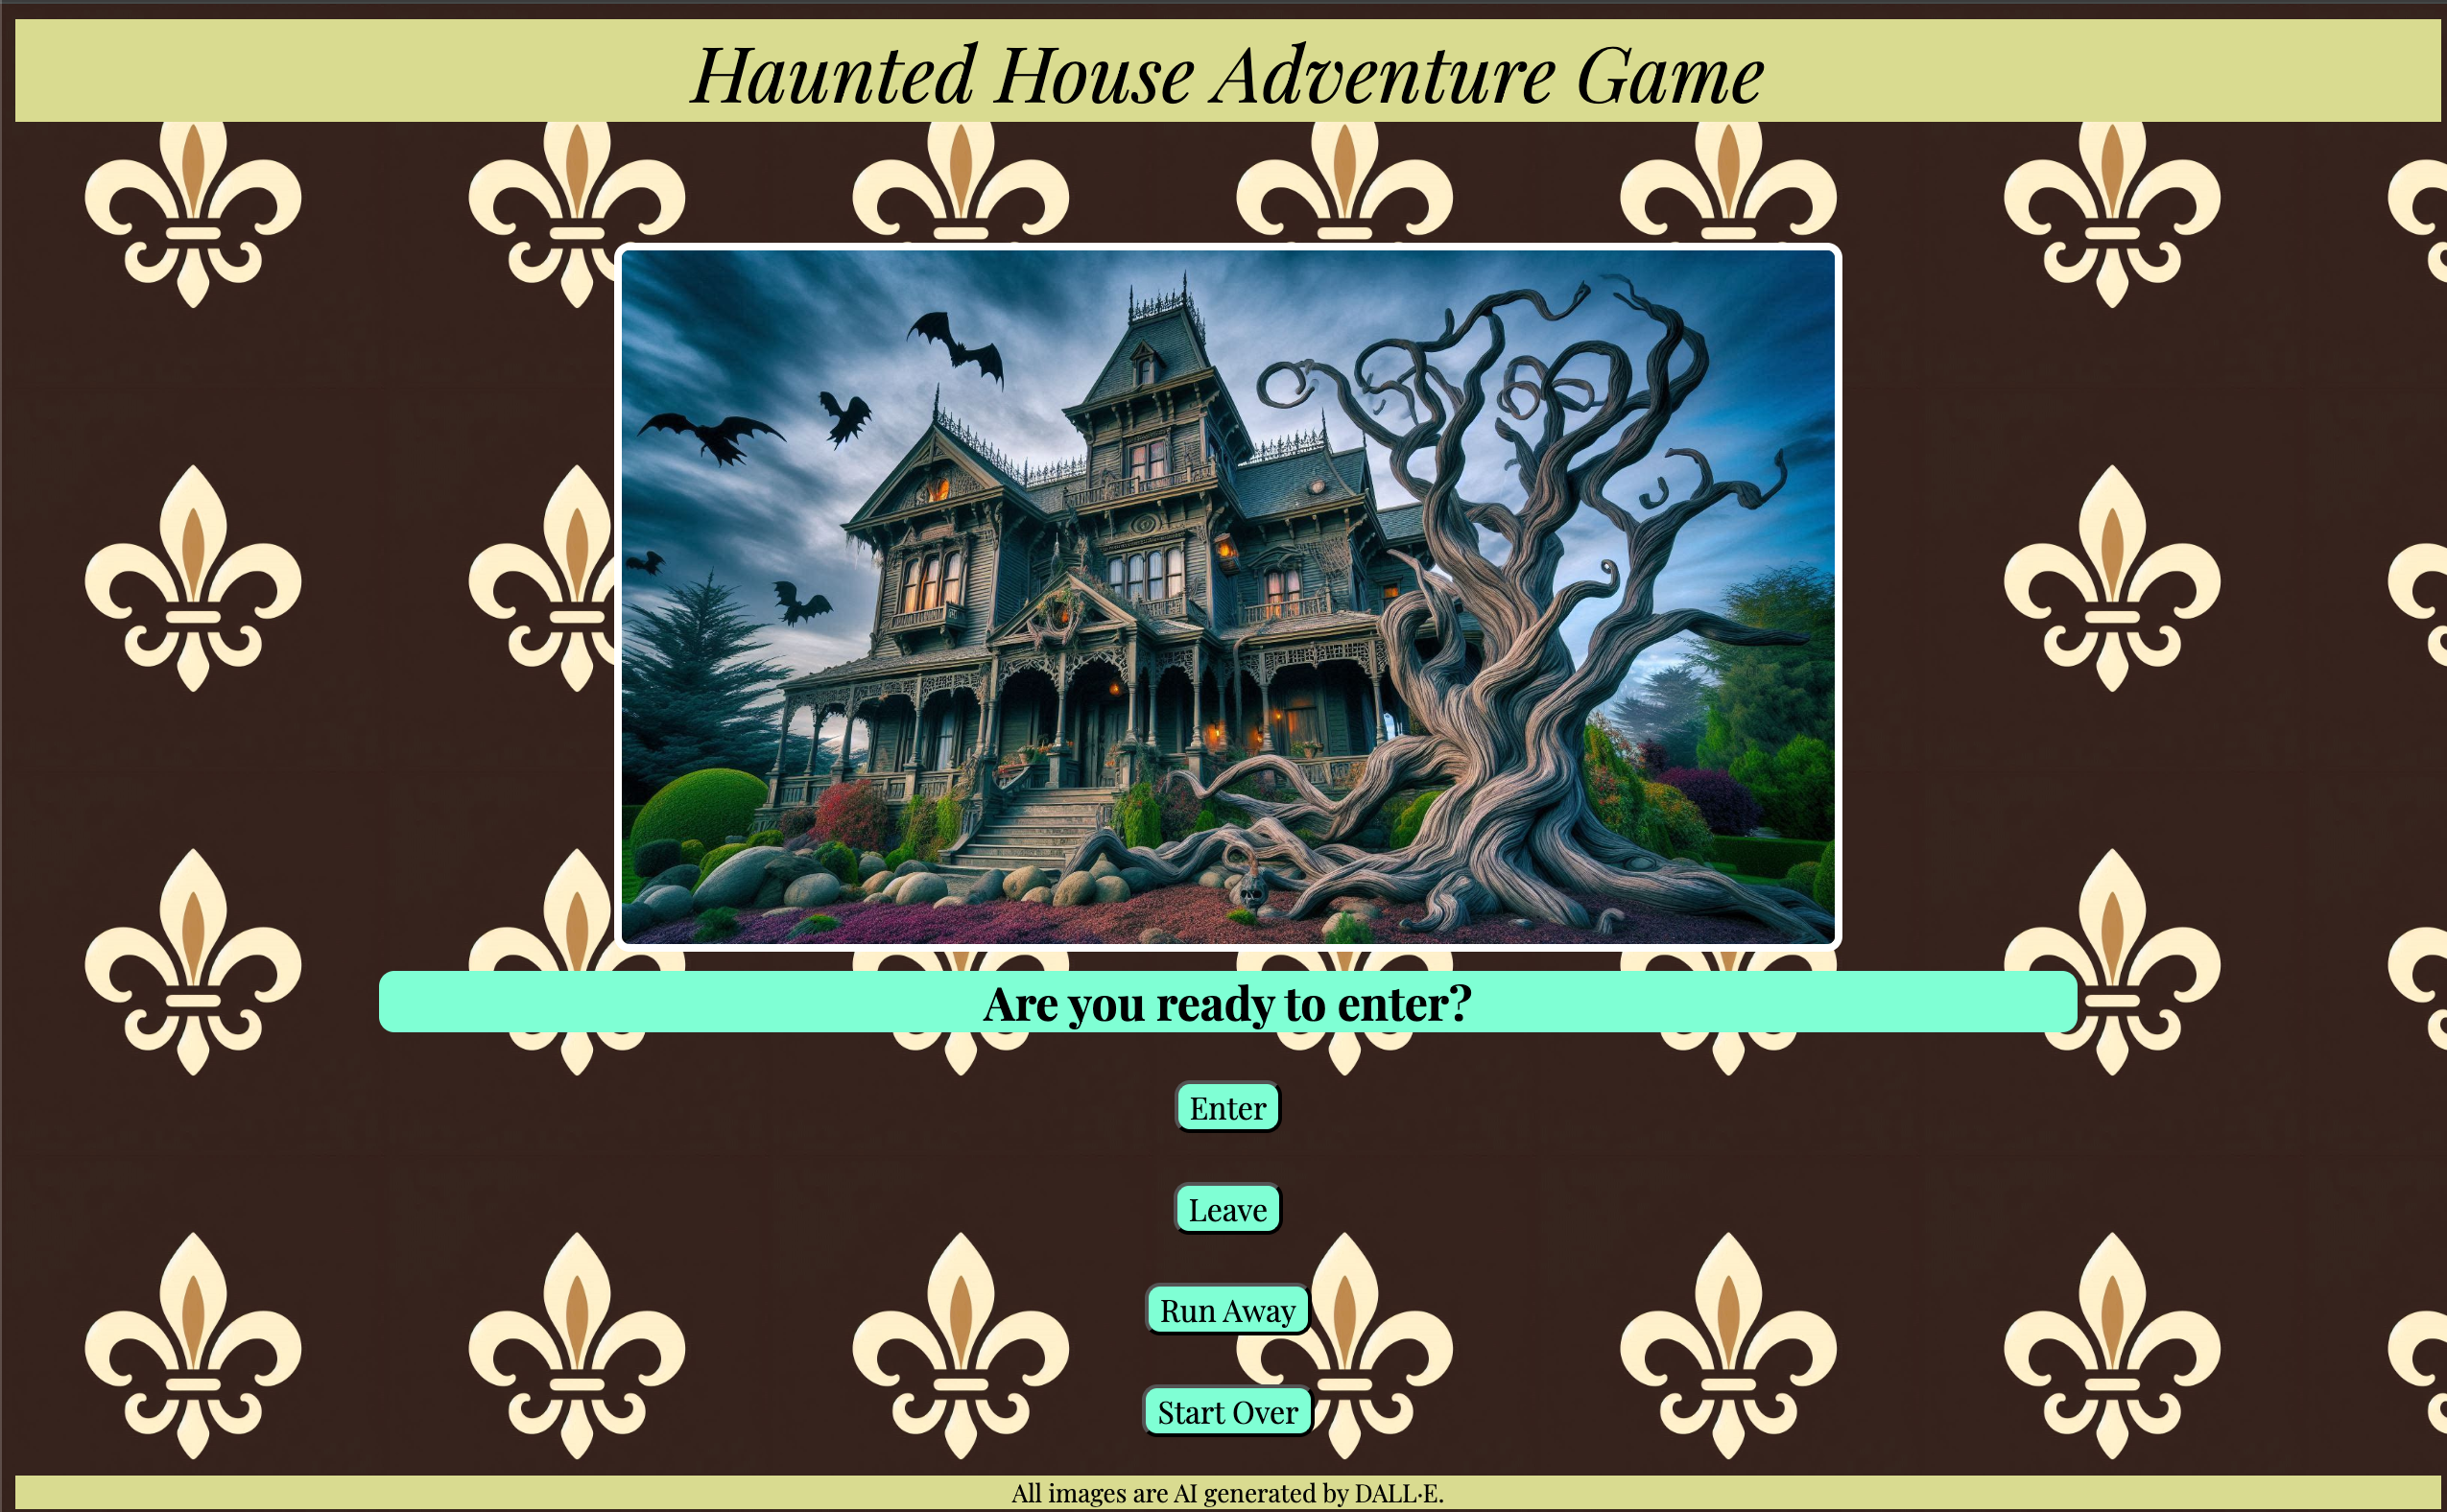 Haunted House Adventure Game
Are you ready to enter?
Enter
Leave
Run Away
Start Over
All images are AI generated by DALL·E.